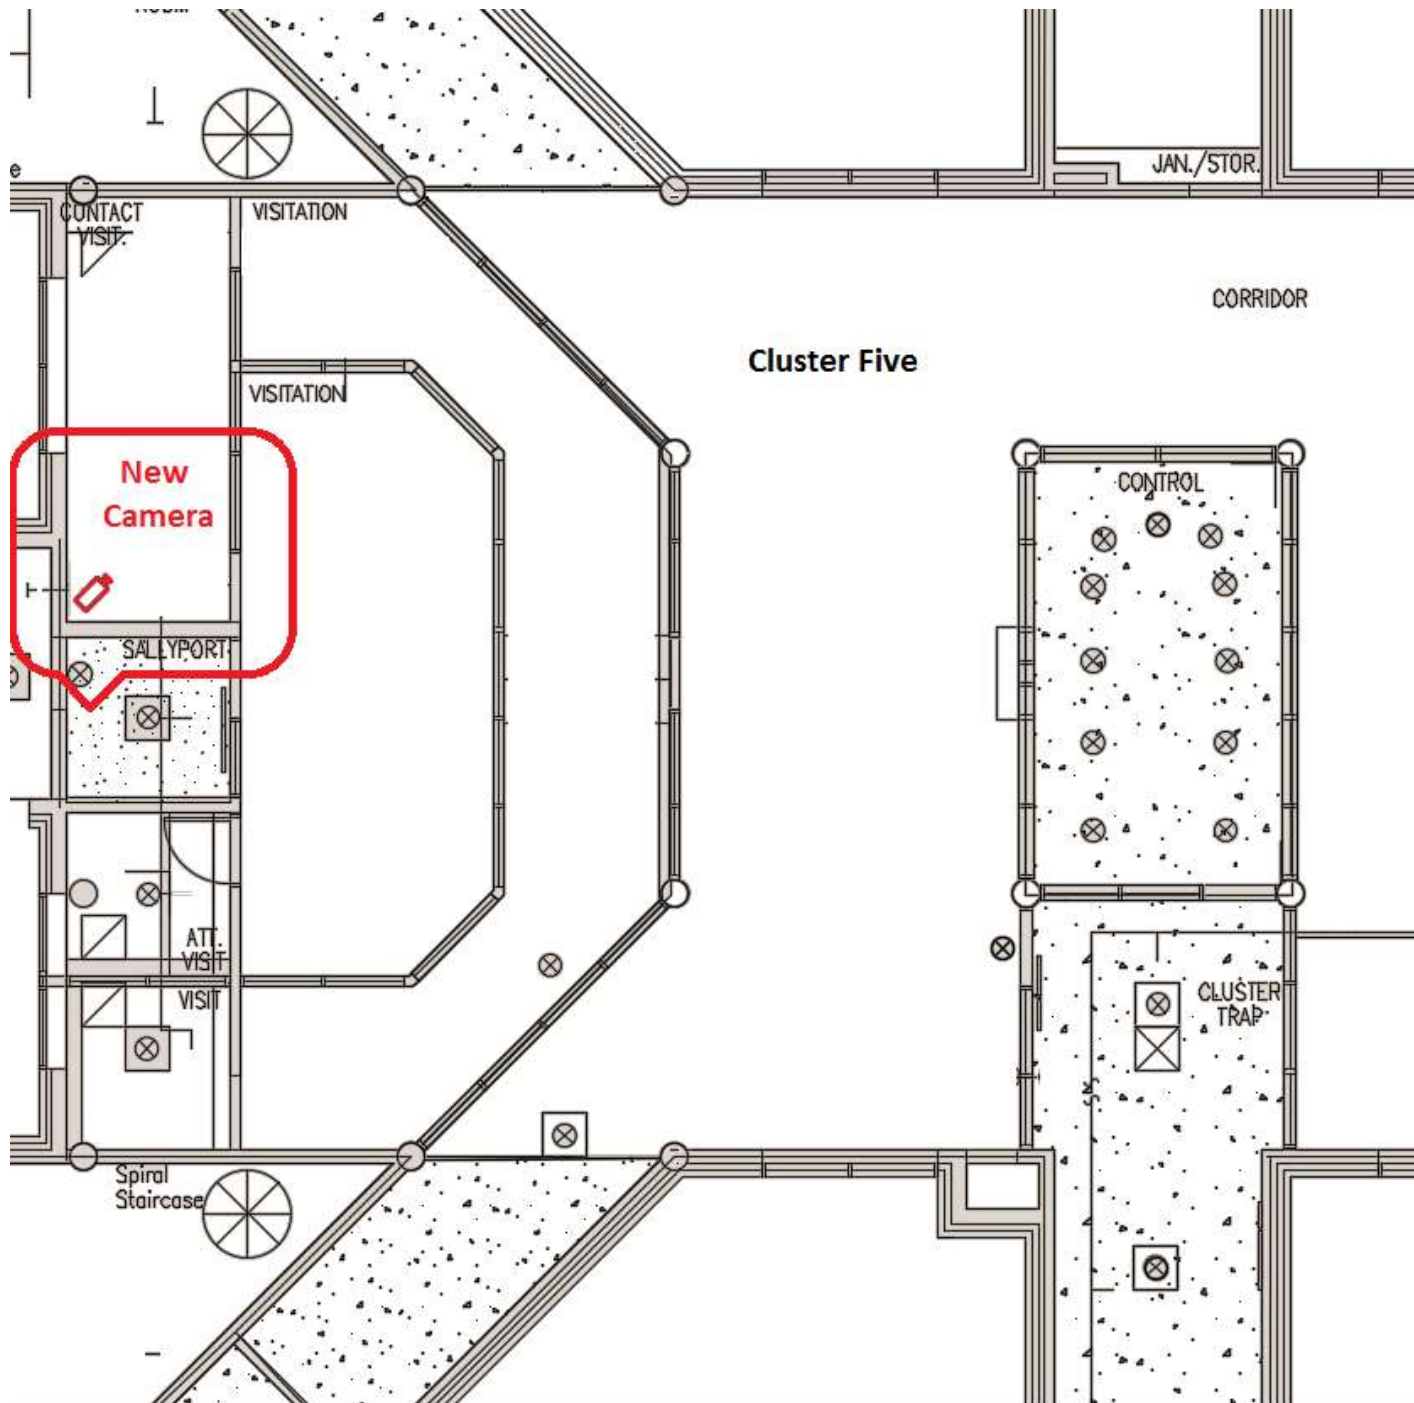 JAN./STOR.
CONTACT
VISIT.
VISITATION
CORRIDOR
Cluster Five
VISITATION
New
Camera
CONTROL
SALLYPORT
ATT.
VISIT
VISIT
CLUSTER
TRAP
Spiral
Staircase